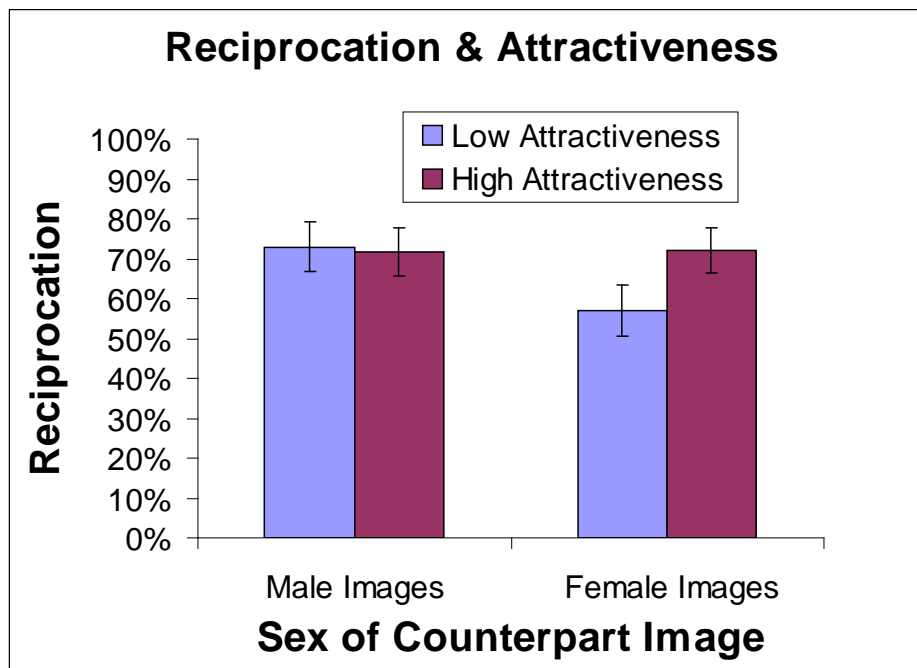 Reciprocation & Attractiveness
Low Attractiveness
High Attractiveness
100%
90%
80%
70%
60%
50%
40%
30%
20%
10%
0%
Reciprocation
Male Images
Female Images
Sex of Counterpart Image